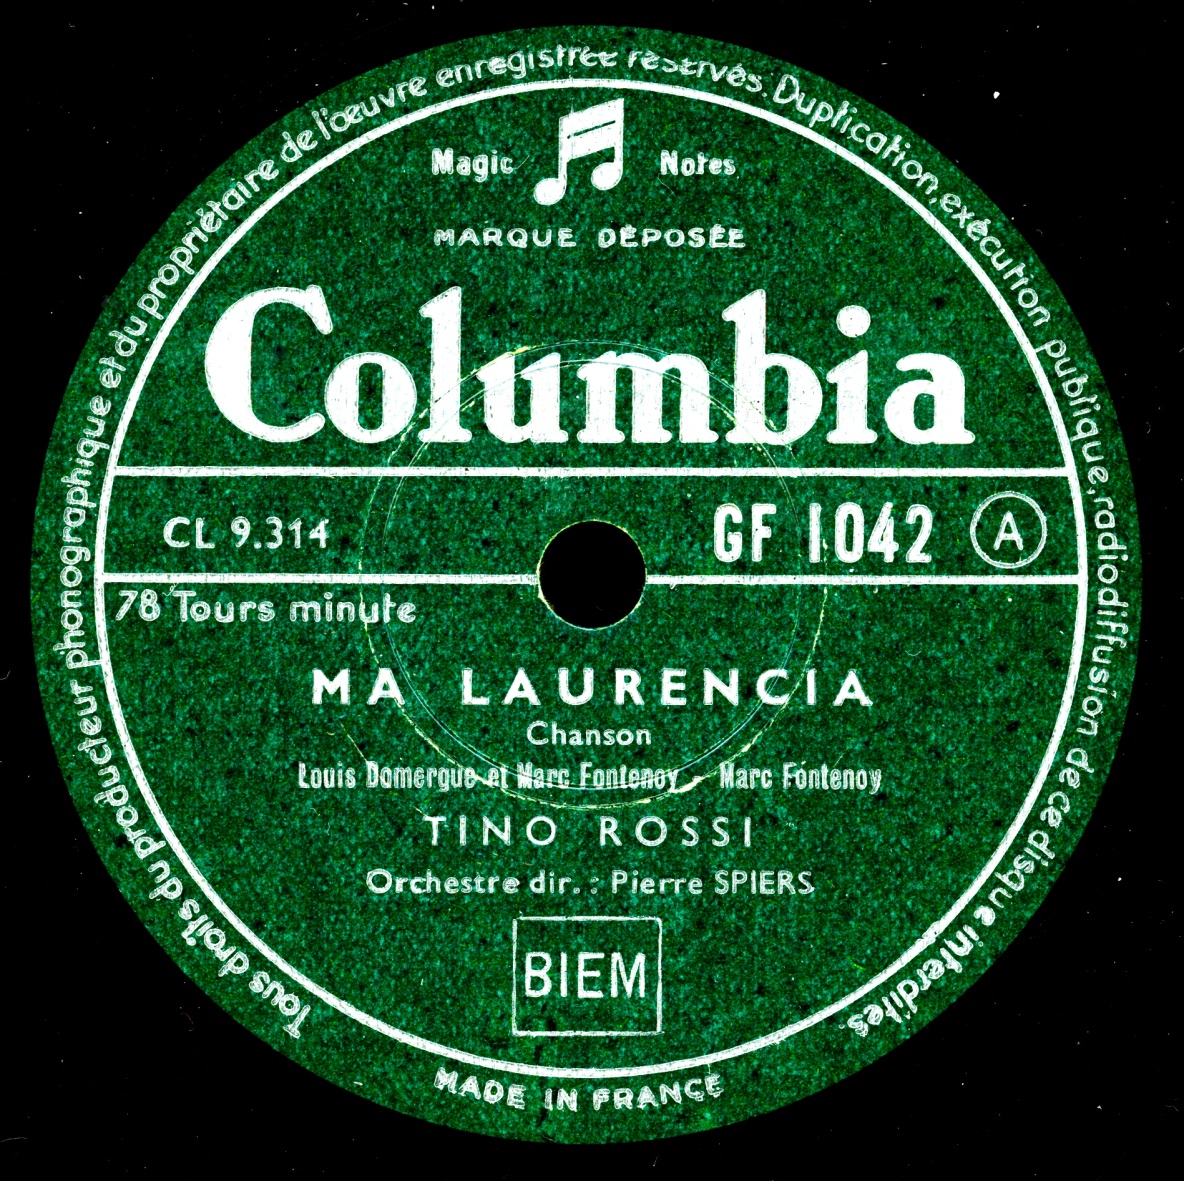 Tous droits du producteur phonographique et du propriétaire de l'œuvre enregistrée réservés. Duplication, exécution publique, radiodiffusion de ce disque interdites.
Magic Notes
MARQUE DÉPOSÉE
Columbia
CL 9.314 GF 1.042 A
78 Tours minute
MA LAURENCIA
Chanson
Louis Domergue et Marc Fontenoy - Marc Fontenoy
TINO ROSSI
Orchestre dir. : Pierre SPIERS
BIEM
MADE IN FRANCE